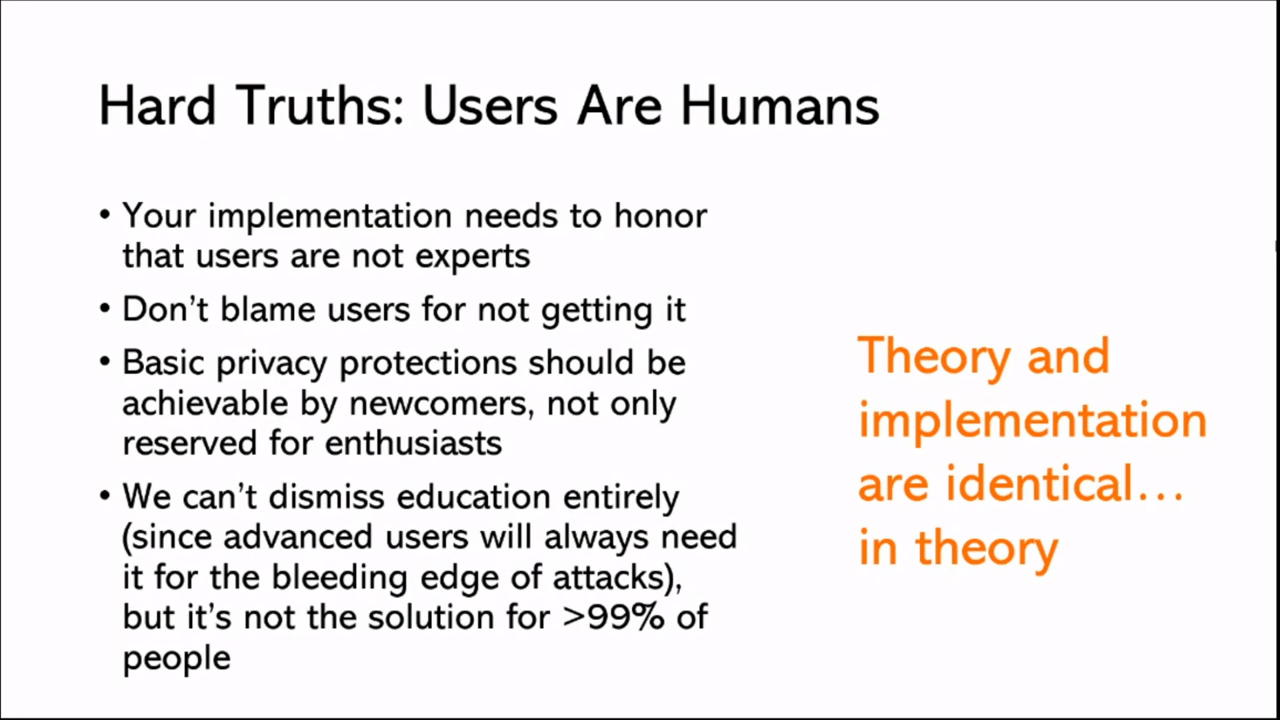 Hard Truths: Users Are Humans
• Your implementation needs to honor
that users are not experts
• Don’t blame users for not getting it
• Basic privacy protections should be
achievable by newcomers, not only
reserved for enthusiasts
• We can’t dismiss education entirely
(since advanced users will always need
it for the bleeding edge of attacks),
but it’s not the solution for >99% of
people
Theory and
implementation
are identical…
in theory